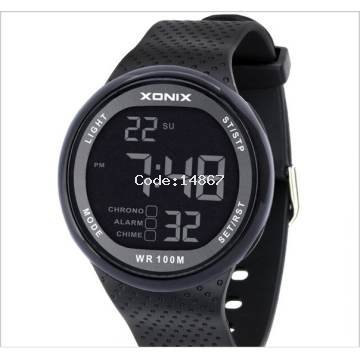 XONIX
LIGHT
ST/STP
22 SU
PM 7:40
Code:14867
CHRONO
ALARM
CHIME
32
MODE
SET/RST
WR 100M